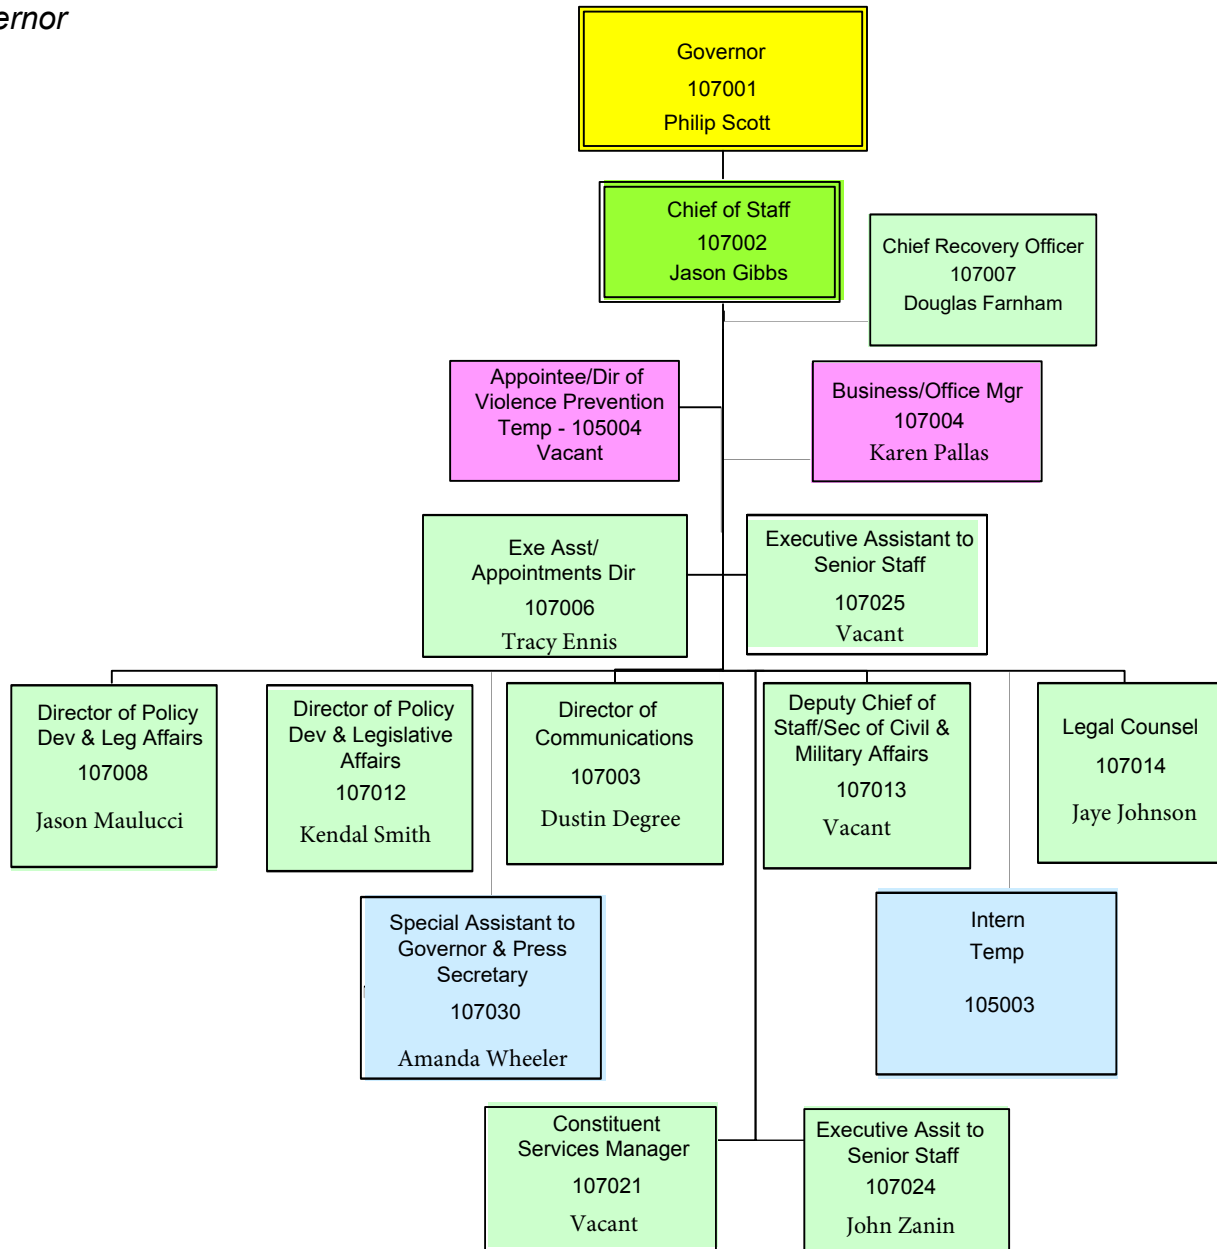 ernor
Governor
107001
Philip Scott
Chief of Staff
107002
Jason Gibbs
Chief Recovery Officer
107007
Douglas Farnham
Appointee/Dir of
Violence Prevention
Temp - 105004
Vacant
Business/Office Mgr
107004
Karen Pallas
Exe Asst/
Appointments Dir
107006
Tracy Ennis
Executive Assistant to
Senior Staff
107025
Vacant
Director of Policy
Dev & Leg Affairs
107008
Jason Maulucci
Director of Policy
Dev & Legislative
Affairs
107012
Kendal Smith
Director of
Communications
107003
Dustin Degree
Deputy Chief of
Staff/Sec of Civil &
Military Affairs
107013
Vacant
Legal Counsel
107014
Jaye Johnson
Special Assistant to
Governor & Press
Secretary
107030
Amanda Wheeler
Intern
Temp
105003
Constituent
Services Manager
107021
Vacant
Executive Assit to
Senior Staff
107024
John Zanin